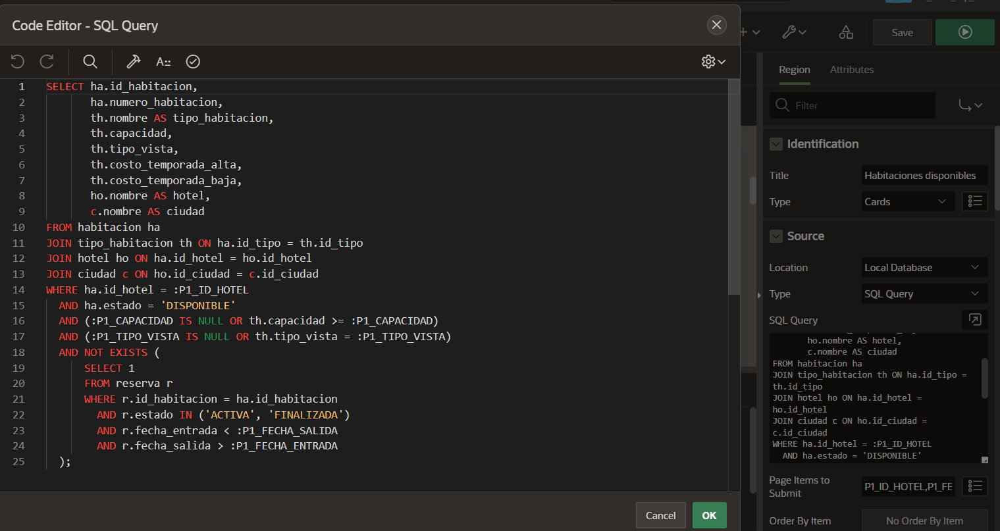 Code Editor - SQL Query
Save
A::
1 SELECT ha.id_habitacion,
2 ha.numero_habitacion,
3 th.nombre AS tipo_habitacion,
4 th.capacidad,
5 th.tipo_vista,
6 th.costo_temporada_alta,
7 th.costo_temporada_baja,
8 ho.nombre AS hotel,
9 c.nombre AS ciudad
10 FROM habitacion ha
11 JOIN tipo_habitacion th ON ha.id_tipo = th.id_tipo
12 JOIN hotel ho ON ha.id_hotel = ho.id_hotel
13 JOIN ciudad c ON ho.id_ciudad = c.id_ciudad
14 WHERE ha.id_hotel = :P1_ID_HOTEL
15 AND ha.estado = 'DISPONIBLE'
16 AND (:P1_CAPACIDAD IS NULL OR th.capacidad >= :P1_CAPACIDAD)
17 AND (:P1_TIPO_VISTA IS NULL OR th.tipo_vista = :P1_TIPO_VISTA)
18 AND NOT EXISTS (
19 SELECT 1
20 FROM reserva r
21 WHERE r.id_habitacion = ha.id_habitacion
22 AND r.estado IN ('ACTIVA', 'FINALIZADA')
23 AND r.fecha_entrada < :P1_FECHA_SALIDA
24 AND r.fecha_salida > :P1_FECHA_ENTRADA
25 );
Cancel OK
Region Attributes
Filter
Identification
Title Habitaciones disponibles
Type Cards
Source
Location Local Database
Type SQL Query
SQL Query
ho.nombre AS hotel,
c.nombre AS ciudad
FROM habitacion ha
JOIN tipo_habitacion th ON ha.id_tipo =
th.id_tipo
JOIN hotel ho ON ha.id_hotel =
ho.id_hotel
JOIN ciudad c ON ho.id_ciudad =
c.id_ciudad
WHERE ha.id_hotel = :P1_ID_HOTEL
AND ha.estado = 'DISPONIBLE'
Page Items to
Submit
P1_ID_HOTEL,P1_FE
Order By Item No Order By Item